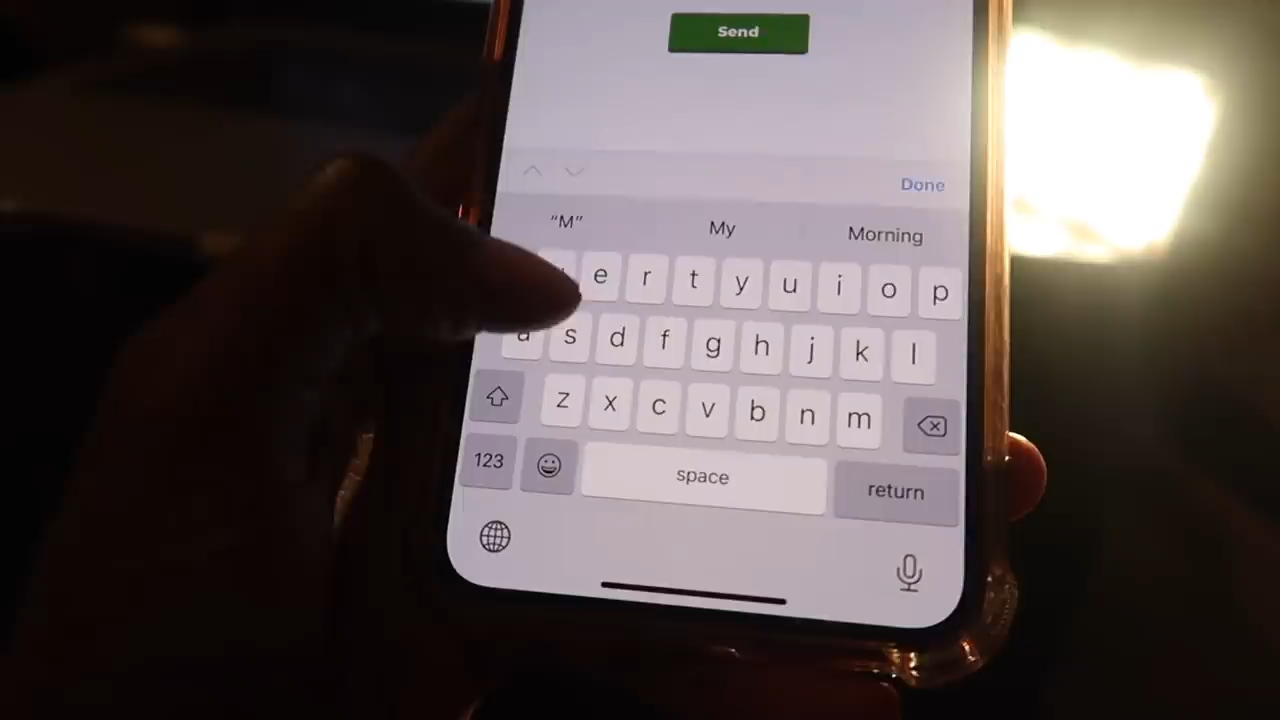 Send
Done
“M” My Morning
e r t y u i o p
a s d f g h j k l
z x c v b n m
123 space return